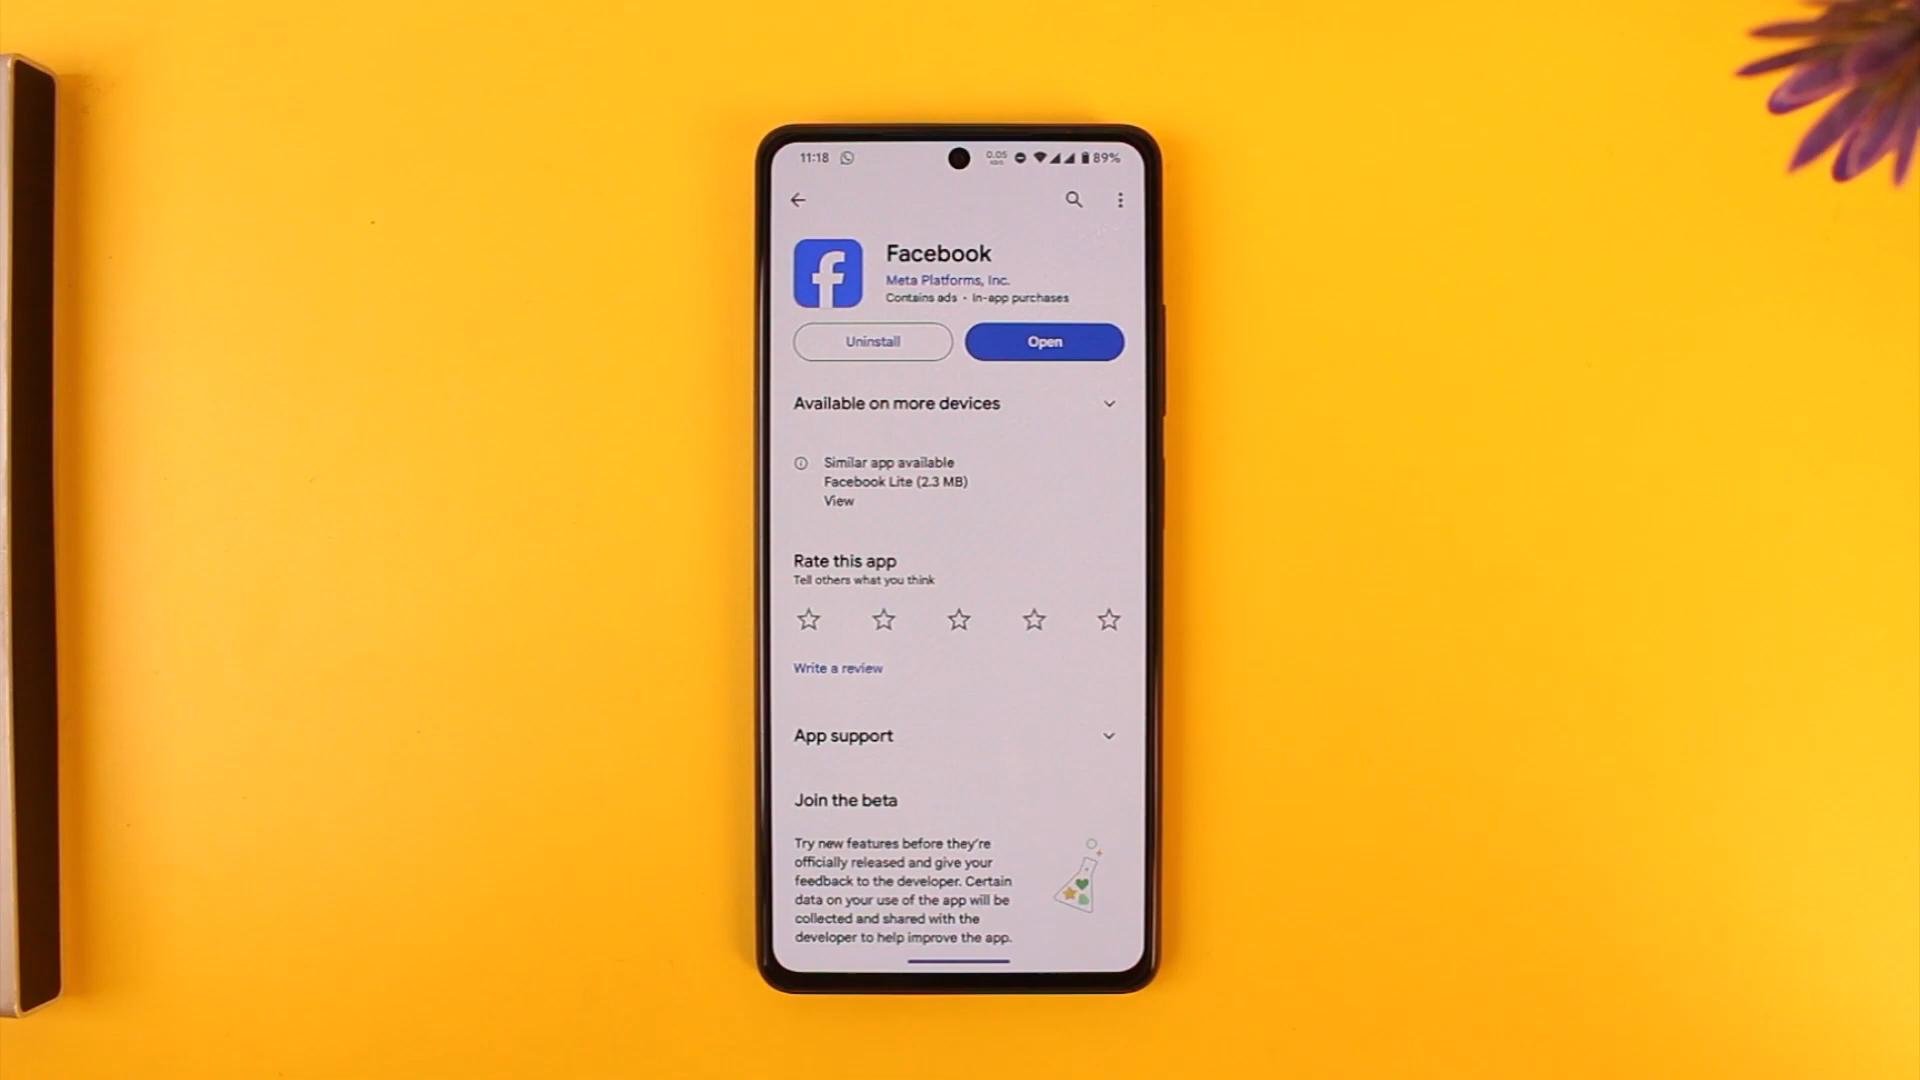 11:18
0.05
89%
Facebook
Meta Platforms, Inc.
Contains ads • In-app purchases
Uninstall
Open
Available on more devices
Similar app available
Facebook Lite (2.3 MB)
View
Rate this app
Tell others what you think
Write a review
App support
Join the beta
Try new features before they're
officially released and give your
feedback to the developer. Certain
data on your use of the app will be
collected and shared with the
developer to help improve the app.